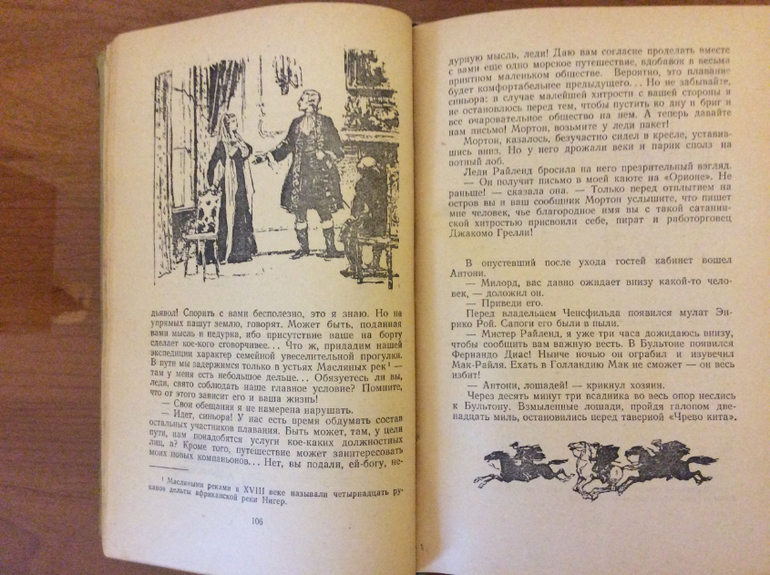 дьявол! Спорить с вами бесполезно, это я знаю. Но на
упрямых пашут землю, говорят. Может быть, поданная
вами мысль и недурна, ибо присутствие ваше на борту
сделает кое-кого сговорчивее... Что ж, придадим нашей
экспедиции характер семейной увеселительной прогулки.
В пути мы задержимся только в устьях Масляных рек ¹ —
там у меня есть небольшое дельце... Обязуетесь ли вы,
леди, свято соблюдать наше главное условие? Помните,
что от этого зависят его и ваша жизнь!
— Свои обещания я не намерена нарушать.
— Идет, синьора! У нас есть время обдумать состав
остальных участников плавания. Быть может, там, у цели
пути, нам понадобятся услуги кое-каких должностных
лиц, а? Кроме того, путешествие может заинтересовать
моих новых компаньонов... Нет, вы подали, ей-богу, не-
¹ Масляными реками в XVIII веке называли четырнадцать ру-
кавов дельты африканской реки Нигер.
106
дурную мысль, леди! Даю вам согласие проделать вместе
с вами еще одно морское путешествие, вдобавок в весьма
приятном маленьком обществе. Вероятно, это плавание
будет комфортабельнее предыдущего... Но не забывайте,
синьора: в случае малейшей хитрости с вашей стороны я
не остановлюсь перед тем, чтобы пустить ко дну и бриг и
все очаровательное общество на нем. А теперь давайте
нам письмо! Мортон, возьмите у леди пакет!
Мортон, казалось, безучастно сидел в кресле, уставив-
шись вниз. Но у него дрожали веки и парик сполз на
потный лоб.
Леди Райленд бросила на него презрительный взгляд.
— Он получит письмо в моей каюте на «Орионе». Не
раньше! — сказала она. — Только перед отплытием на
остров вы и ваш сообщник Мортон услышите, что пишет
мне человек, чье благородное имя вы с такой сатанин-
ской хитростью присвоили себе, пират и работорговец
Джакомо Грелли!
В опустевший после ухода гостей кабинет вошел
Антони.
— Милорд, вас давно ожидает внизу какой-то чело-
век, — доложил он.
— Приведи его.
Перед владельцем Ченсфильда появился мулат Эн-
рико Рой. Сапоги его были в пыли.
— Мистер Райленд, я уже три часа дожидаюсь внизу,
чтобы сообщить вам важную весть. В Бультоне появился
Фернандо Диас! Нынче ночью он ограбил и изувечил
Мак-Райля. Ехать в Голландию Мак не сможет — он весь
избит!
— Антони, лошадей! — крикнул хозяин.
Через десять минут три всадника во весь опор неслись
к Бультону. Взмыленные лошади, пройдя галопом две-
надцать миль, остановились перед таверной «Чрево кита».